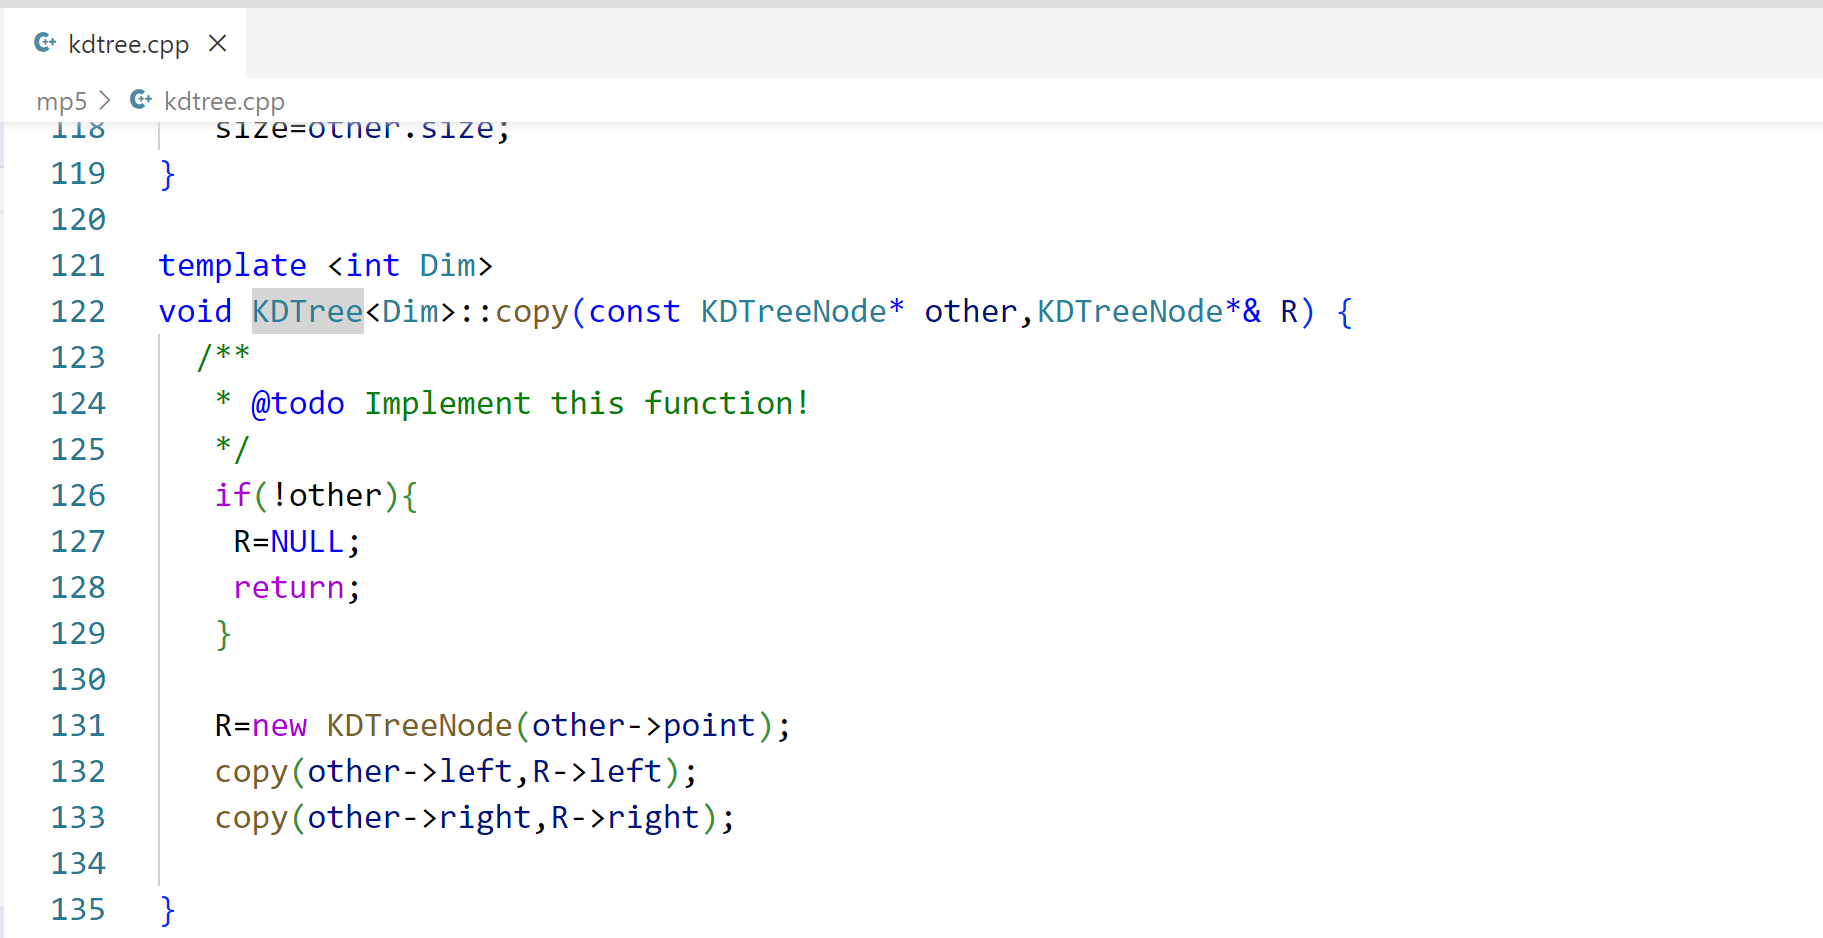 kdtree.cpp
mp5 > kdtree.cpp
118 size=other.size;
119 }
120
121 template <int Dim>
122 void KDTree<Dim>::copy(const KDTreeNode* other,KDTreeNode*& R) {
123 /**
124 * @todo Implement this function!
125 */
126 if(!other){
127 R=NULL;
128 return;
129 }
130
131 R=new KDTreeNode(other->point);
132 copy(other->left,R->left);
133 copy(other->right,R->right);
134
135 }